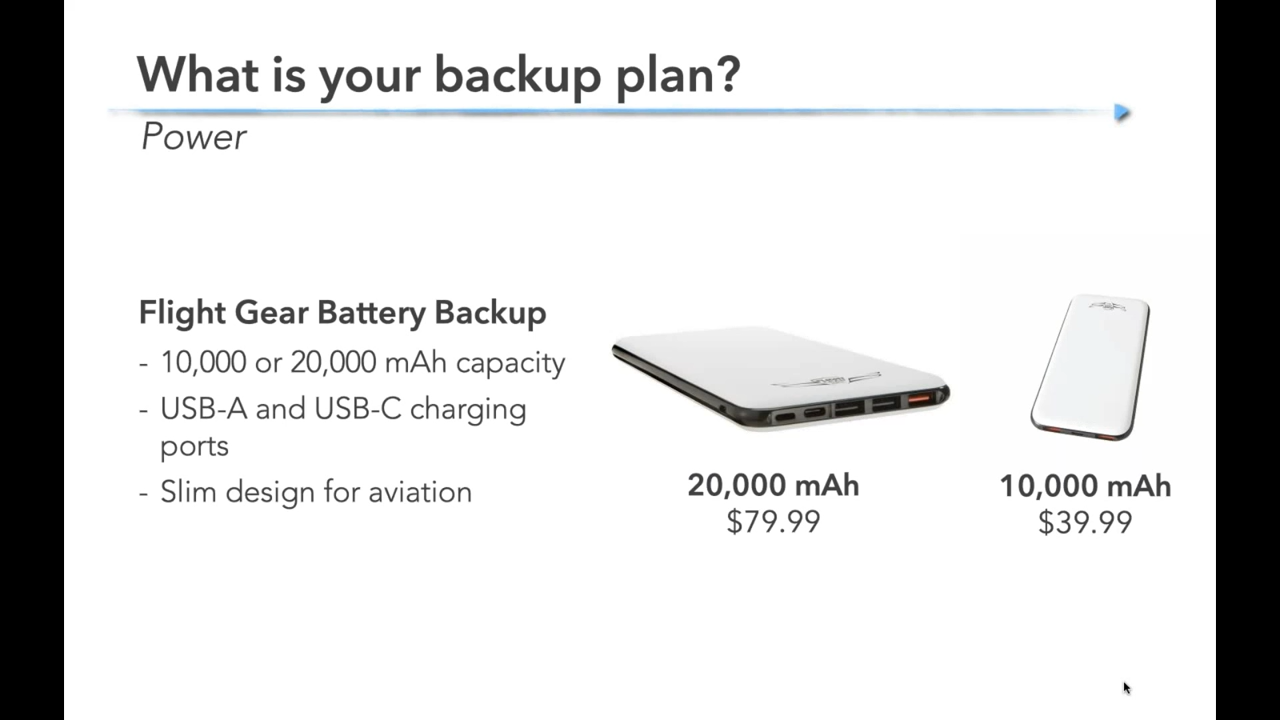 What is your backup plan?
Power
Flight Gear Battery Backup
- 10,000 or 20,000 mAh capacity
- USB-A and USB-C charging
ports
- Slim design for aviation
20,000 mAh
$79.99
10,000 mAh
$39.99